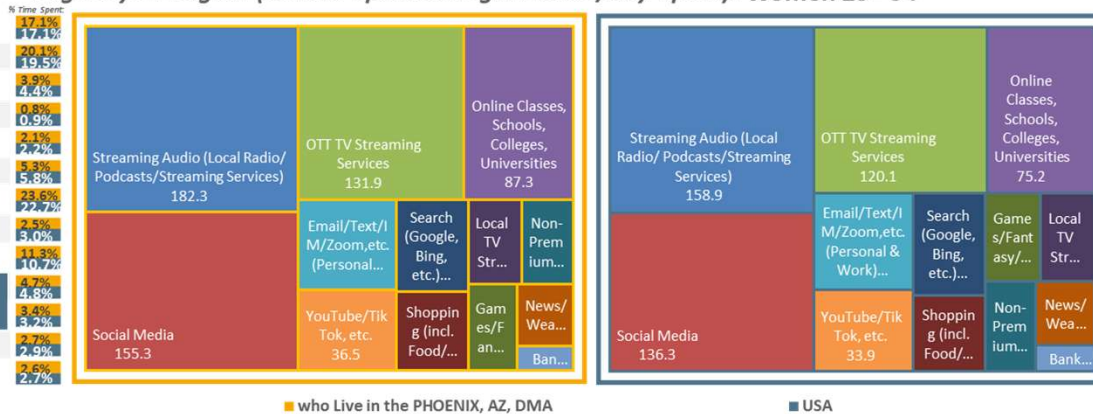 % Time Spent:
17.1%
17.1%
20.1%
19.5%
3.9%
4.4%
0.8%
0.9%
2.1%
2.2%
5.3%
5.8%
23.6%
22.7%
2.5%
3.0%
11.3%
10.7%
4.7%
4.8%
3.4%
3.2%
2.7%
2.9%
2.6%
2.7%
Streaming Audio (Local Radio/
Podcasts/Streaming Services)
182.3
OTT TV Streaming
Services
131.9
Online Classes,
Schools,
Colleges,
Universities
87.3
Social Media
155.3
Email/Text/I
M/Zoom,etc.
(Personal...
Search
(Google,
Bing,
etc.)...
Local
TV
Str...
Non-
Prem
ium...
YouTube/Tik
Tok, etc.
36.5
Shoppin
g (incl.
Food/...
Gam
es/F
an...
News/
Wea...
Ban...
Streaming Audio (Local
Radio/ Podcasts/Streaming
Services)
158.9
OTT TV Streaming
Services
120.1
Online
Classes,
Schools,
Colleges,
Universities
75.2
Social Media
136.3
Email/Text/I
M/Zoom,etc.
(Personal &
Work)...
Search
(Google,
Bing,
etc.)...
Game
s/Fant
asy/...
Local
TV
Str...
YouTube/Tik
Tok, etc.
33.9
Shoppin
g (incl.
Food/...
Non-
Prem
ium...
News/
Wea...
Bank...
who Live in the PHOENIX, AZ, DMA
USA